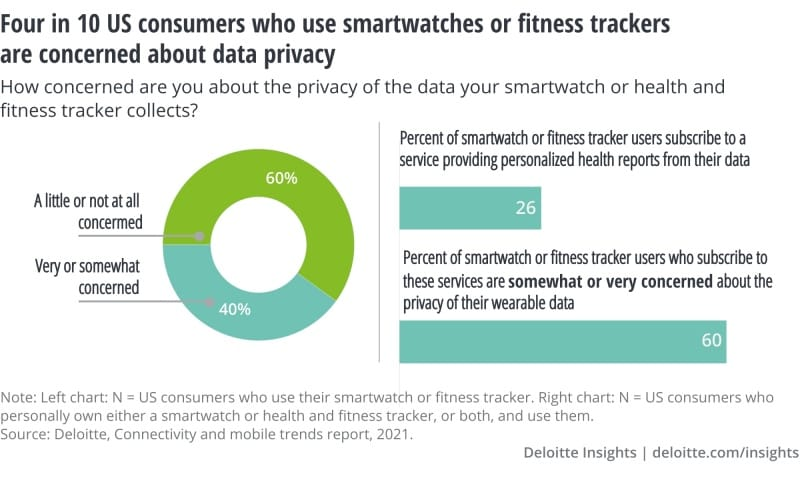 Four in 10 US consumers who use smartwatches or fitness trackers
are concerned about data privacy
How concerned are you about the privacy of the data your smartwatch or health and
fitness tracker collects?
60%
A little or not at all
concermed
Very or somewhat
concerned
40%
Percent of smartwatch or fitness tracker users subscribe to a
service providing personalized health reports from their data
26
Percent of smartwatch or fitness tracker users who subscribe to
these services are somewhat or very concerned about the
privacy of their wearable data
60
Note: Left chart: N = US consumers who use their smartwatch or fitness tracker. Right chart: N = US consumers who
personally own either a smartwatch or health and fitness tracker, or both, and use them.
Source: Deloitte, Connectivity and mobile trends report, 2021.
Deloitte Insights | deloitte.com/insights